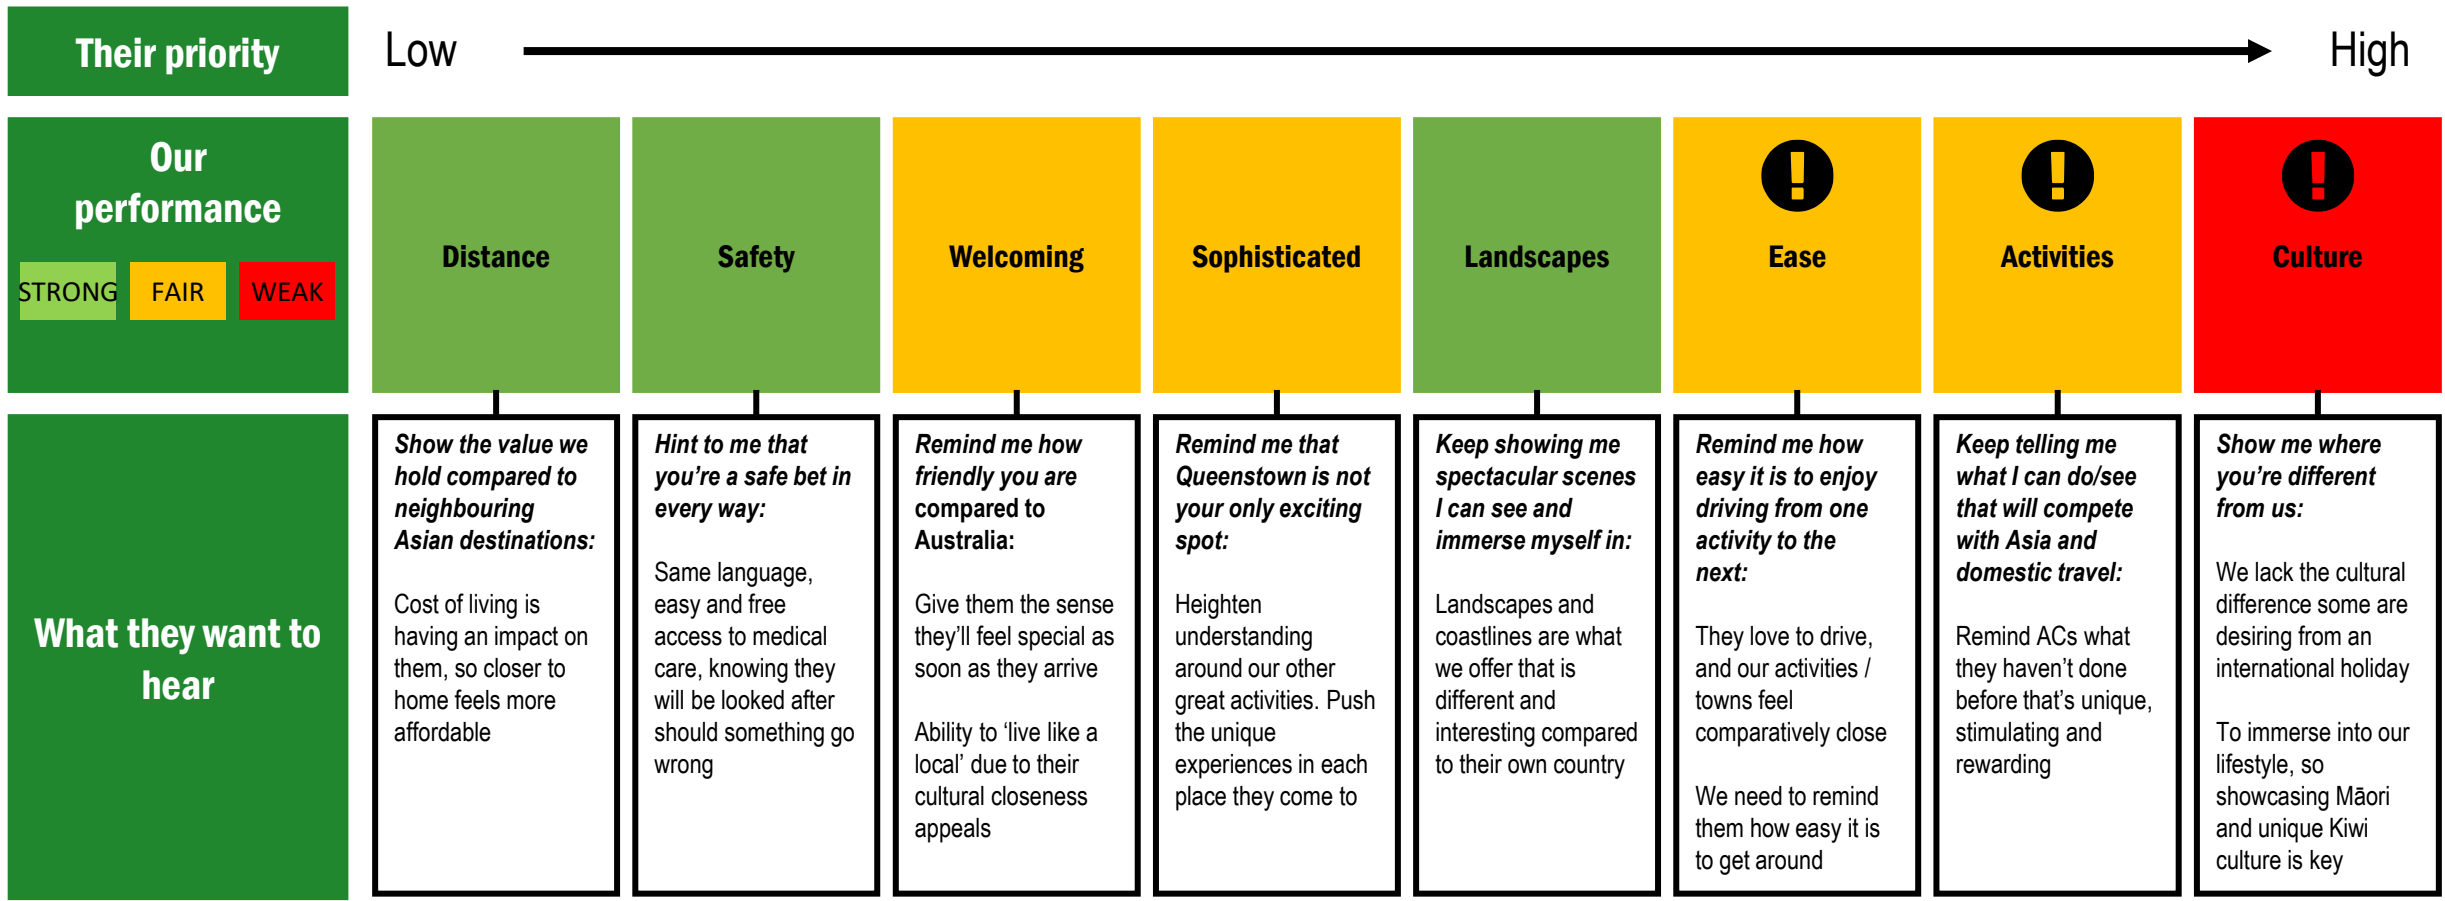 Their priority
Low
High
Our
performance
STRONG
FAIR
WEAK
Distance
Safety
Welcoming
Sophisticated
Landscapes
Ease
Activities
Culture
What they want to
hear
Show the value we
hold compared to
neighbouring
Asian destinations:
Cost of living is
having an impact on
them, so closer to
home feels more
affordable
Hint to me that
you’re a safe bet in
every way:
Same language,
easy and free
access to medical
care, knowing they
will be looked after
should something go
wrong
Remind me how
friendly you are
compared to
Australia:
Give them the sense
they’ll feel special as
soon as they arrive
Ability to ‘live like a
local’ due to their
cultural closeness
appeals
Remind me that
Queenstown is not
your only exciting
spot:
Heighten
understanding
around our other
great activities. Push
the unique
experiences in each
place they come to
Keep showing me
spectacular scenes
I can see and
immerse myself in:
Landscapes and
coastlines are what
we offer that is
different and
interesting compared
to their own country
Remind me how
easy it is to enjoy
driving from one
activity to the
next:
They love to drive,
and our activities /
towns feel
comparatively close
We need to remind
them how easy it is
to get around
Keep telling me
what I can do/see
that will compete
with Asia and
domestic travel:
Remind ACs what
they haven’t done
before that’s unique,
stimulating and
rewarding
Show me where
you’re different
from us:
We lack the cultural
difference some are
desiring from an
international holiday
To immerse into our
lifestyle, so
showcasing Māori
and unique Kiwi
culture is key